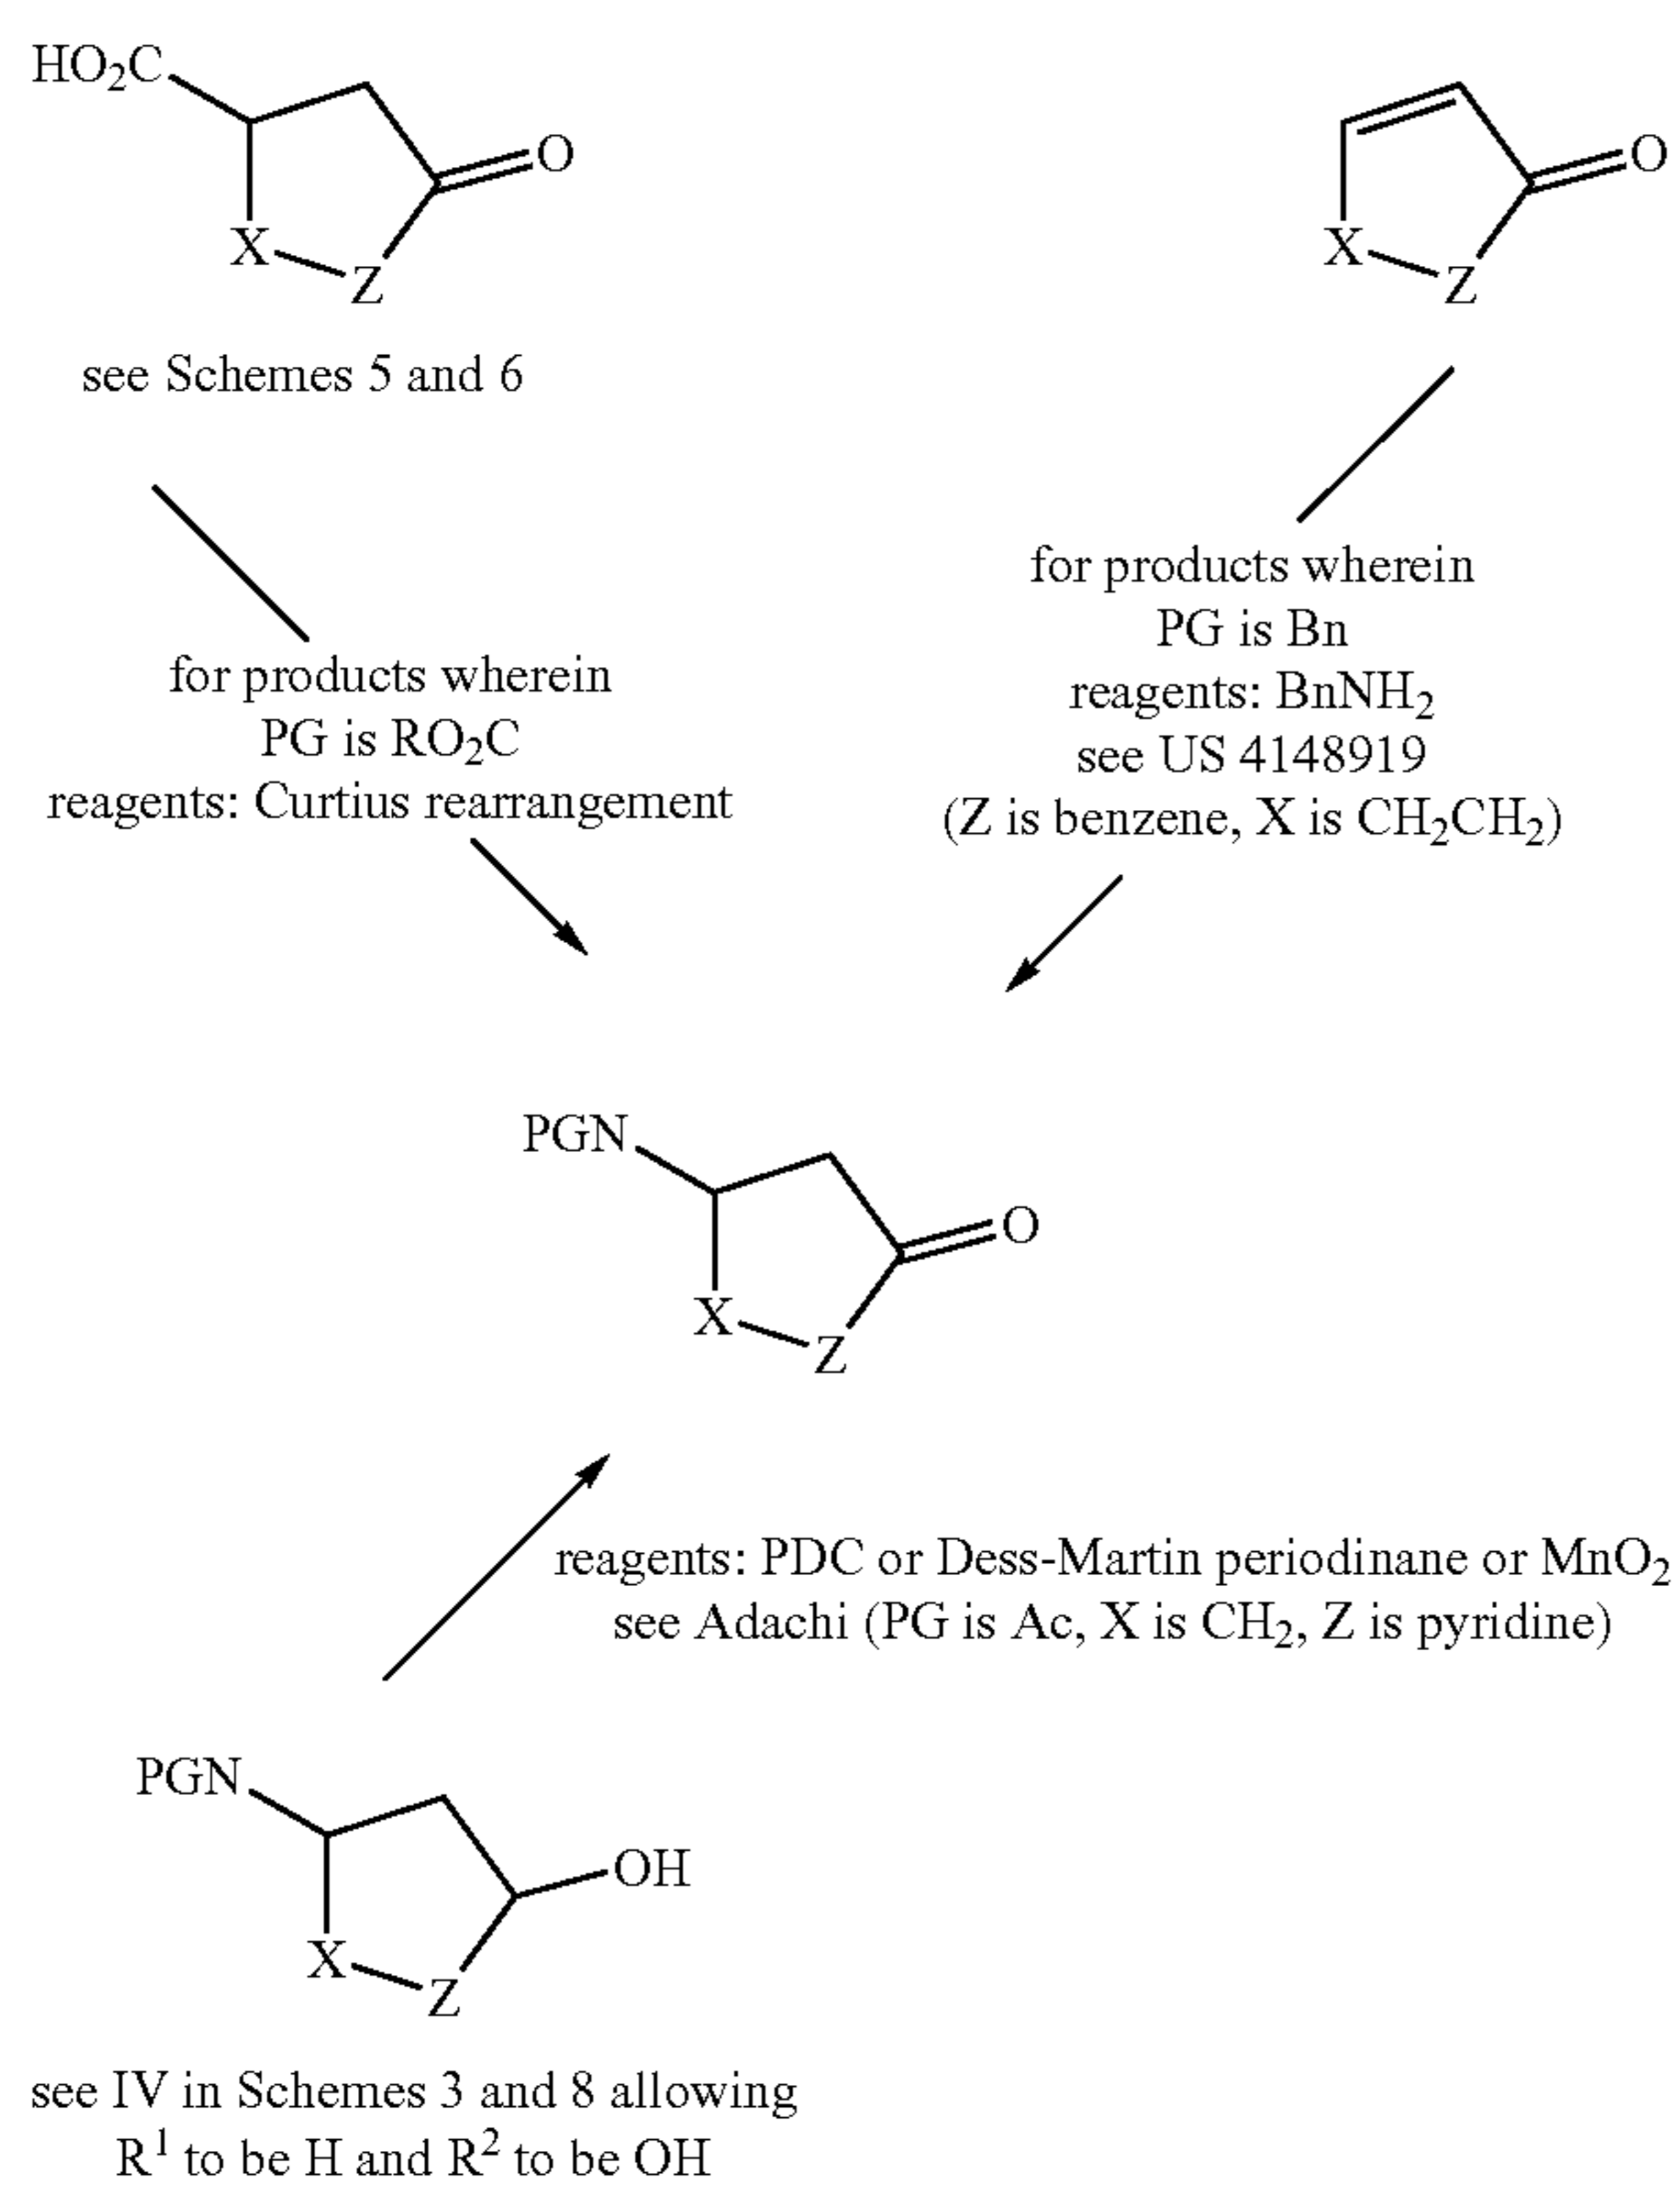 HO₂C
O
X
Z
see Schemes 5 and 6
O
X
Z
for products wherein
PG is RO₂C
reagents: Curtius rearrangement
for products wherein
PG is Bn
reagents: BnNH₂
see US 4148919
(Z is benzene, X is CH₂CH₂)
PGN
O
X
Z
reagents: PDC or Dess-Martin periodinane or MnO₂
see Adachi (PG is Ac, X is CH₂, Z is pyridine)
PGN
OH
X
Z
see IV in Schemes 3 and 8 allowing
R¹ to be H and R² to be OH